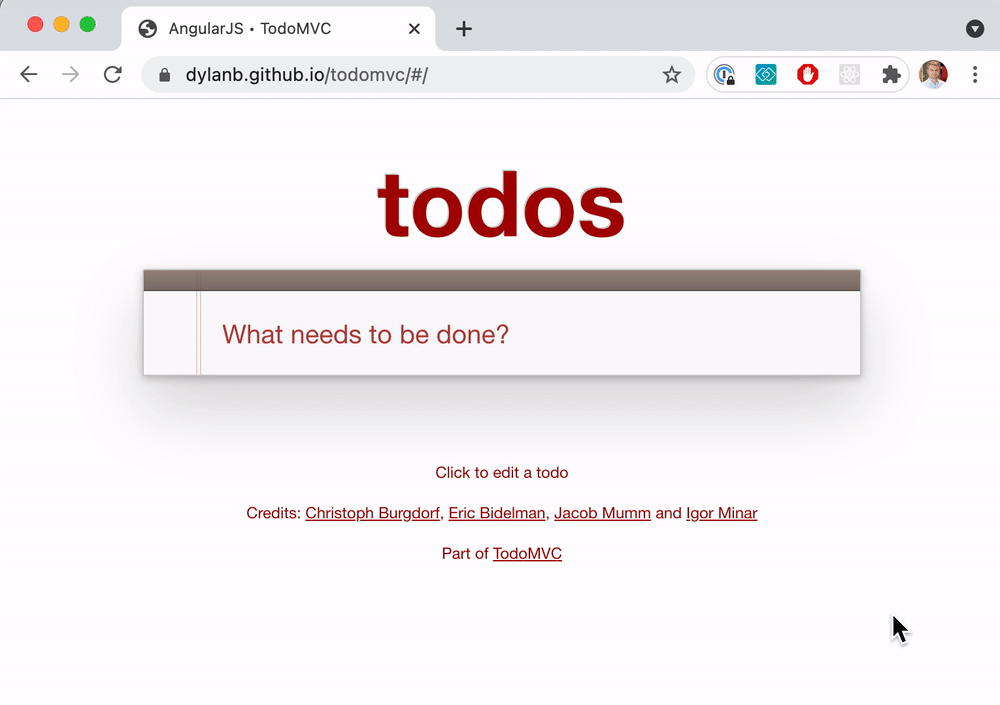 AngularJS • TodoMVC
dylanb.github.io/todomvc/#/
todos
What needs to be done?
Click to edit a todo
Credits: Christoph Burgdorf, Eric Bidelman, Jacob Mumm and Igor Minar
Part of TodoMVC